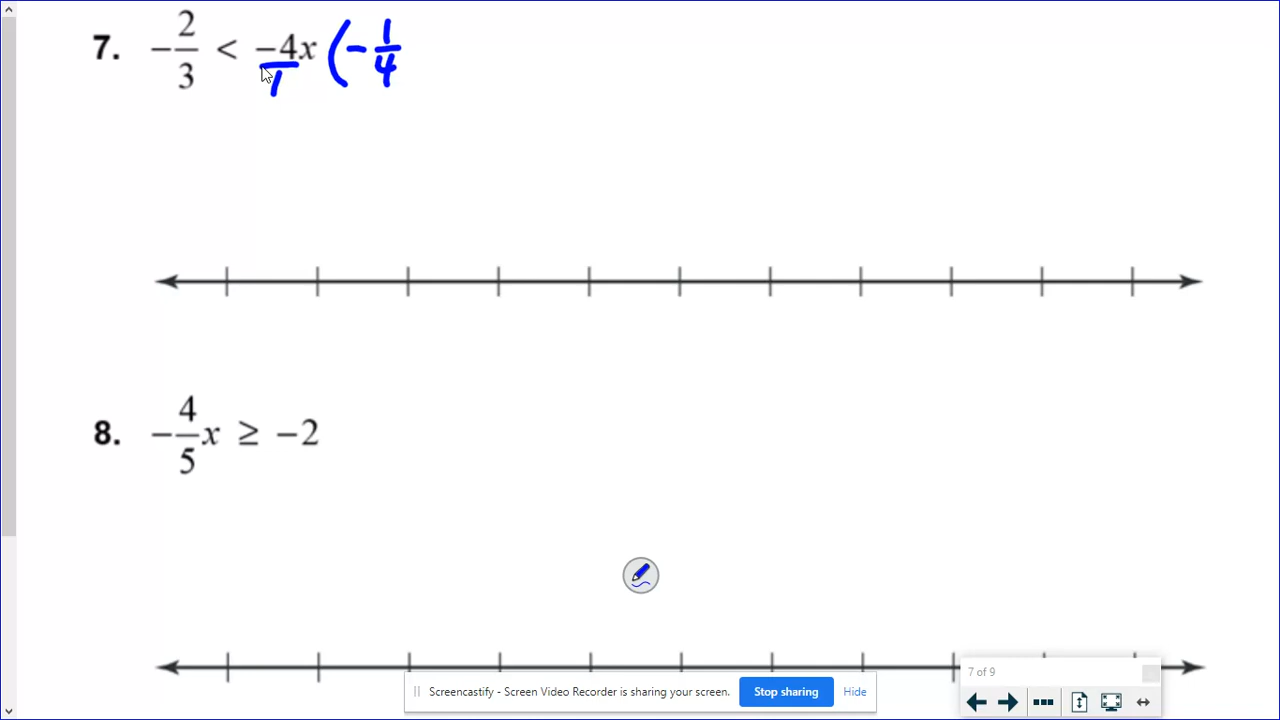 7. -2/3 < -4x/1 (-1/4
8. -4/5x ≥ -2
7 of 9
Screencastify - Screen Video Recorder is sharing your screen. Stop sharing Hide